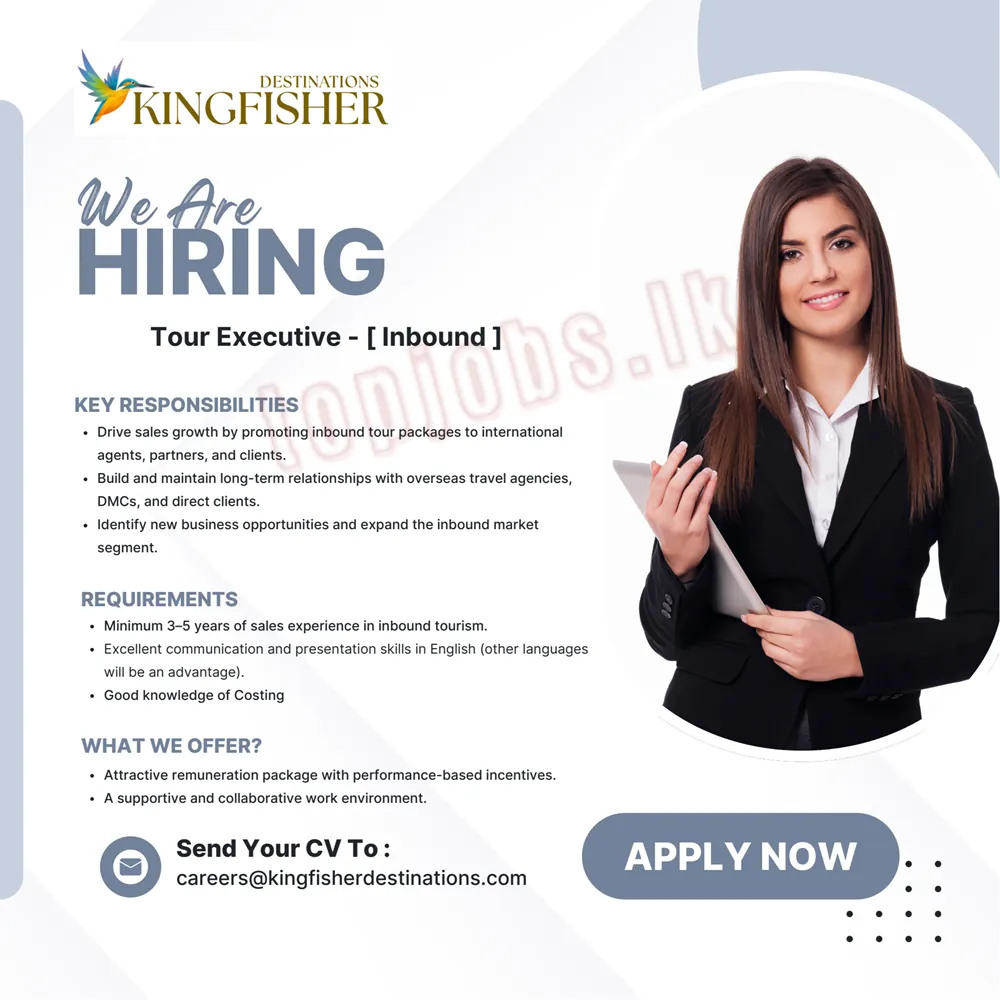 DESTINATIONS
KINGFISHER
We Are
HIRING
Tour Executive - [ Inbound ]
topjobs.lk
KEY RESPONSIBILITIES
• Drive sales growth by promoting inbound tour packages to international
agents, partners, and clients.
• Build and maintain long-term relationships with overseas travel agencies,
DMCs, and direct clients.
• Identify new business opportunities and expand the inbound market
segment.
REQUIREMENTS
• Minimum 3–5 years of sales experience in inbound tourism.
• Excellent communication and presentation skills in English (other languages
will be an advantage).
• Good knowledge of Costing
WHAT WE OFFER?
• Attractive remuneration package with performance-based incentives.
• A supportive and collaborative work environment.
Send Your CV To :
careers@kingfisherdestinations.com
APPLY NOW